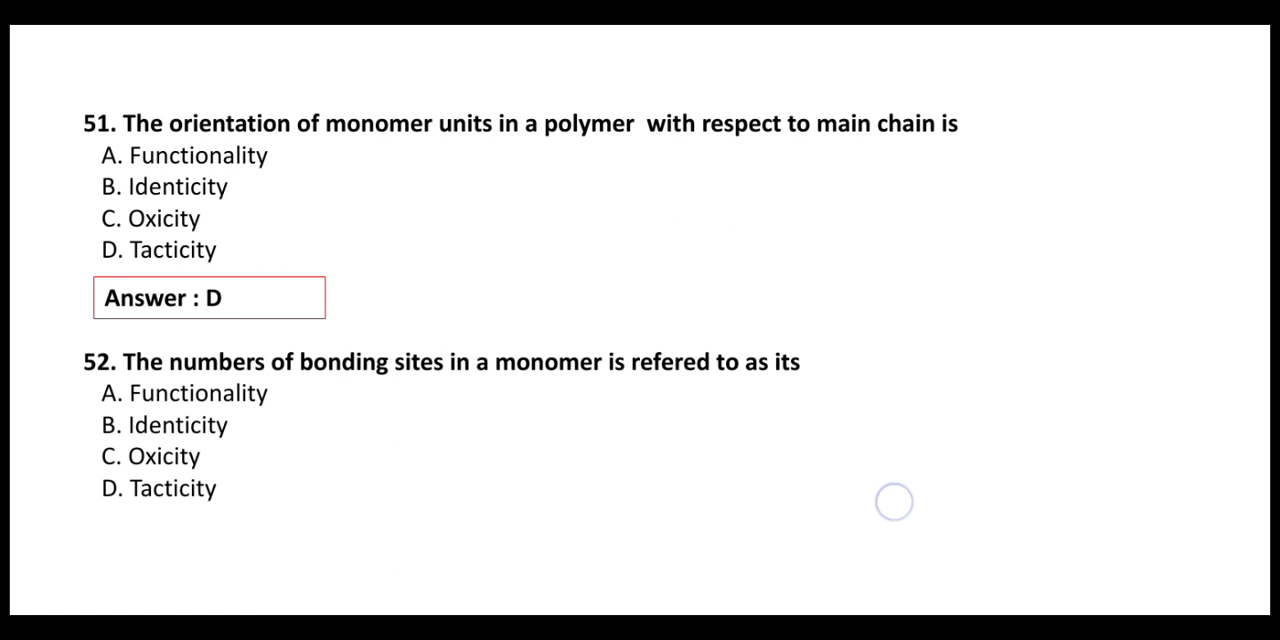 51. The orientation of monomer units in a polymer with respect to main chain is
A. Functionality
B. Identicity
C. Oxicity
D. Tacticity
Answer : D
52. The numbers of bonding sites in a monomer is refered to as its
A. Functionality
B. Identicity
C. Oxicity
D. Tacticity